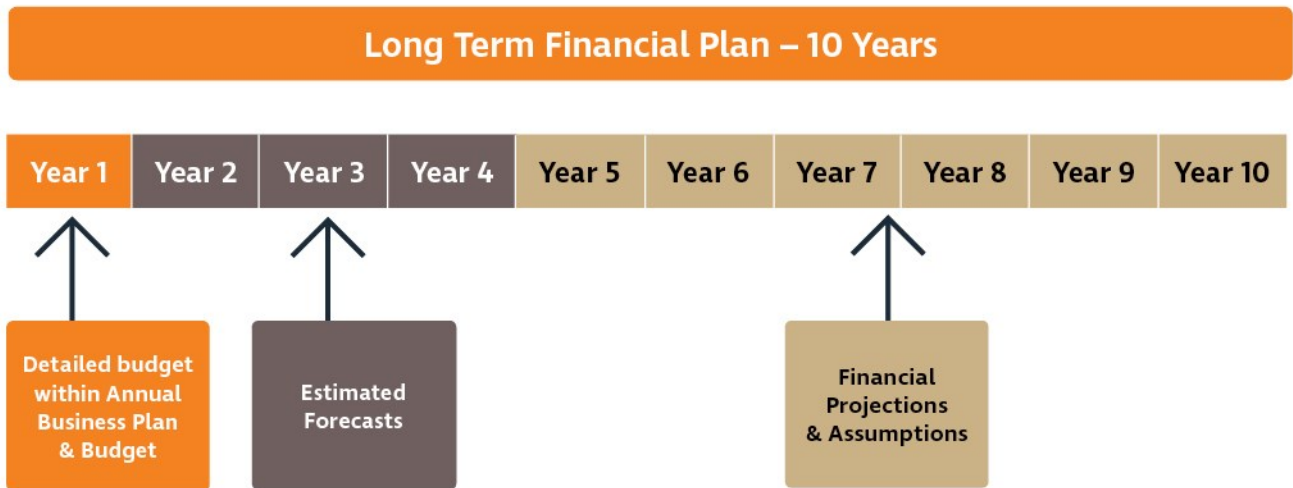 Long Term Financial Plan – 10 Years
Year 1
Year 2
Year 3
Year 4
Year 5
Year 6
Year 7
Year 8
Year 9
Year 10
Detailed budget
within Annual
Business Plan
& Budget
Estimated
Forecasts
Financial
Projections
& Assumptions